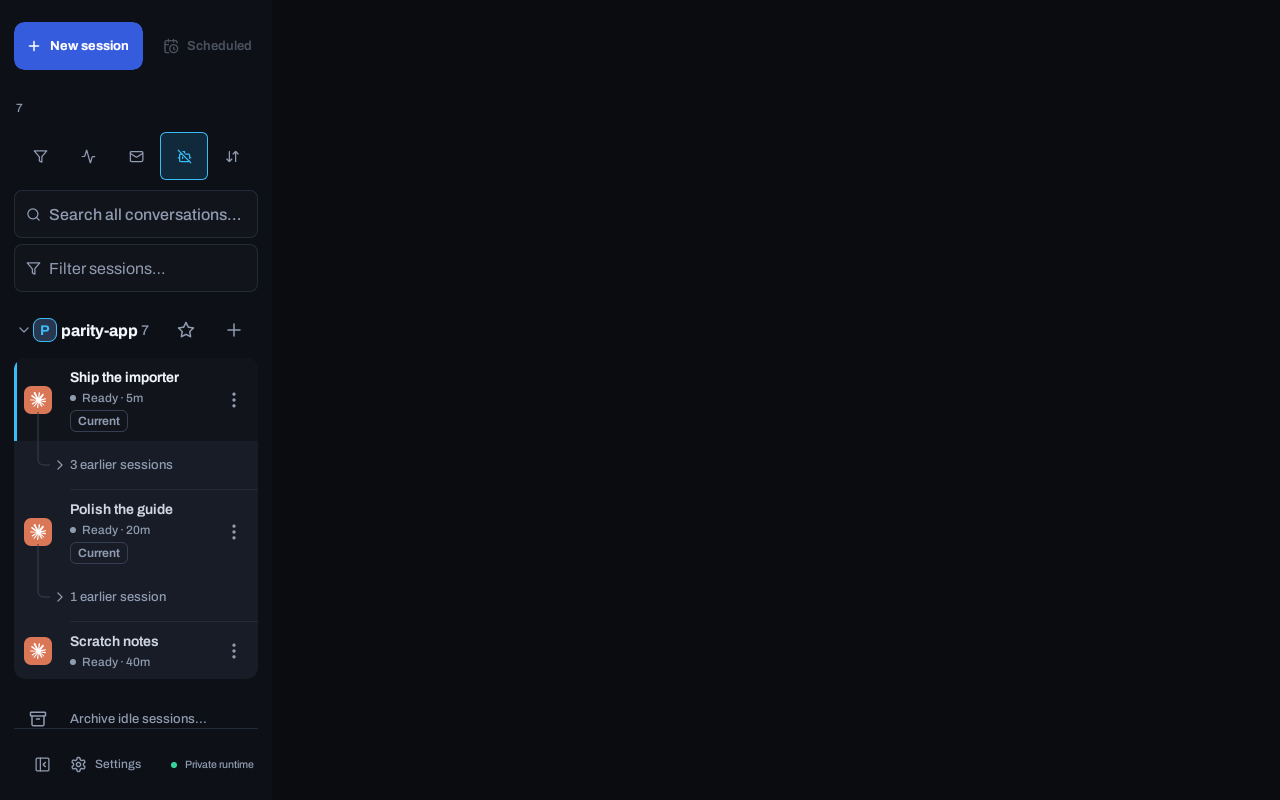 New session
Scheduled
7
Search all conversations...
Filter sessions...
P parity-app 7
Ship the importer
Ready · 5m
Current
3 earlier sessions
Polish the guide
Ready · 20m
Current
1 earlier session
Scratch notes
Ready · 40m
Archive idle sessions...
Settings
Private runtime